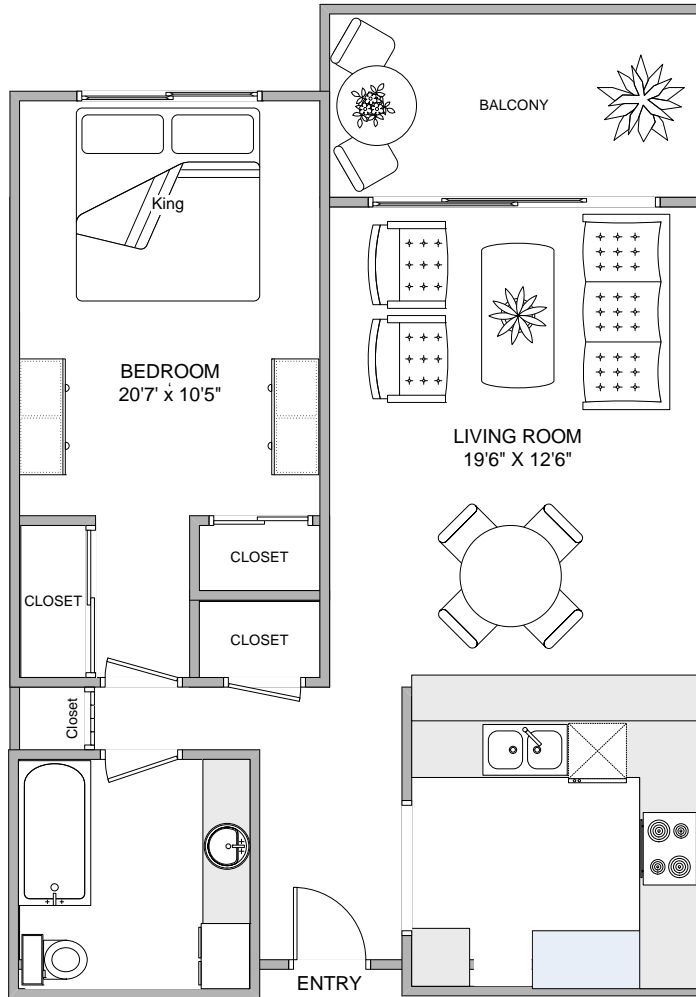 BALCONY
King
BEDROOM
20'7' x 10'5"
LIVING ROOM
19'6" X 12'6"
CLOSET
CLOSET
CLOSET
Closet
ENTRY